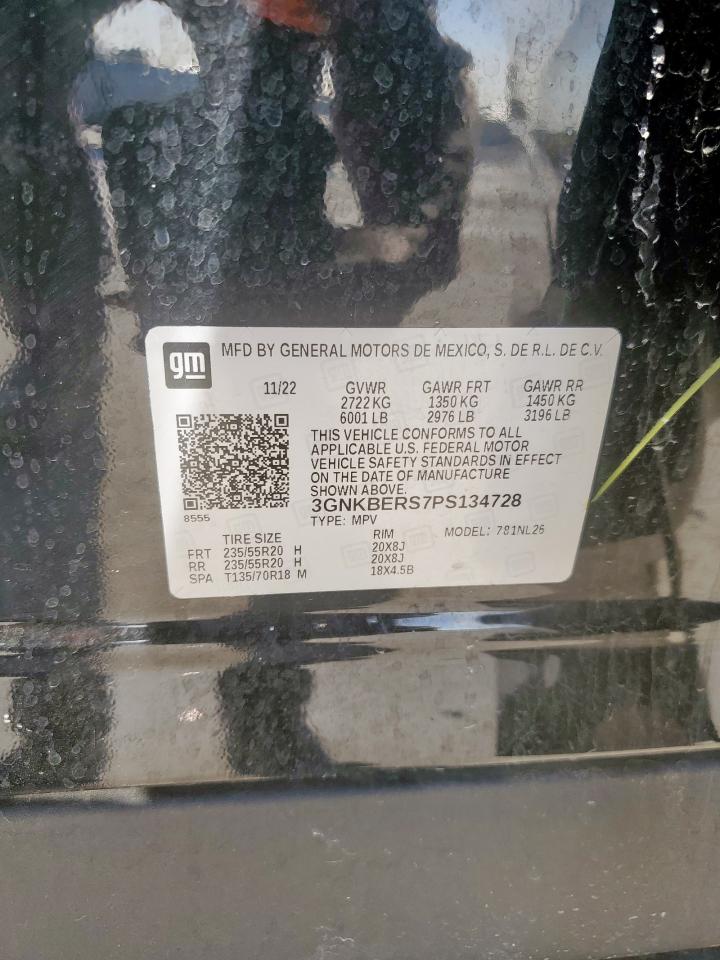 gm
MFD BY GENERAL MOTORS DE MEXICO, S. DE R.L. DE C.V.
11/22 GVWR GAWR FRT GAWR RR
2722 KG 1350 KG 1450 KG
6001 LB 2976 LB 3196 LB
THIS VEHICLE CONFORMS TO ALL
APPLICABLE U.S. FEDERAL MOTOR
VEHICLE SAFETY STANDARDS IN EFFECT
ON THE DATE OF MANUFACTURE
SHOWN ABOVE.
3GNKBERS7PS134728
8555
TYPE: MPV MODEL: 781NL26
TIRE SIZE RIM
FRT 235/55R20 H 20X8J
RR 235/55R20 H 20X8J
SPA T135/70R18 M 18X4.5B